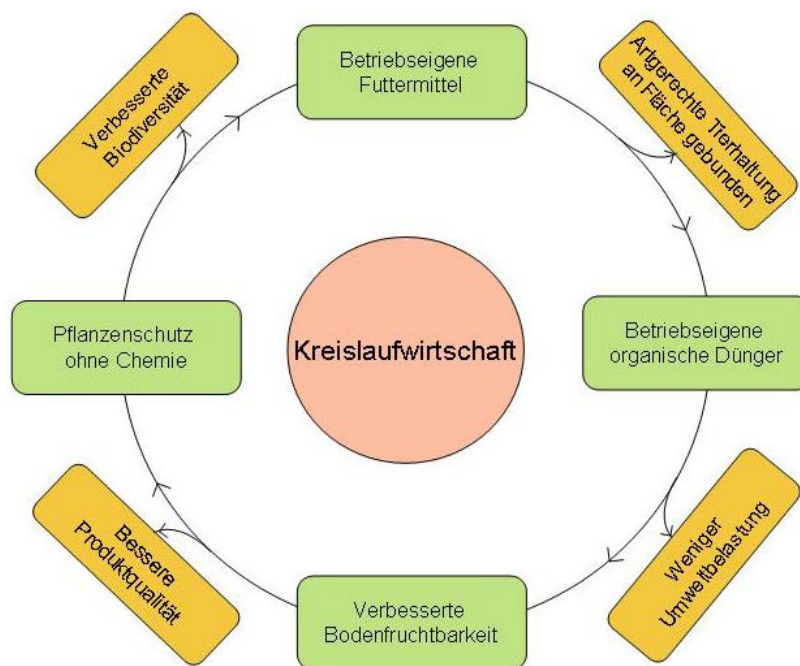 Betriebseigene
Futtermittel
Artgerechte Tierhaltung
an Fläche gebunden
Betriebseigene
organische Dünger
Weniger
Umweltbelastung
Verbesserte
Bodenfruchtbarkeit
Bessere
Produktqualität
Pflanzenschutz
ohne Chemie
Verbesserte
Biodiversität
Kreislaufwirtschaft